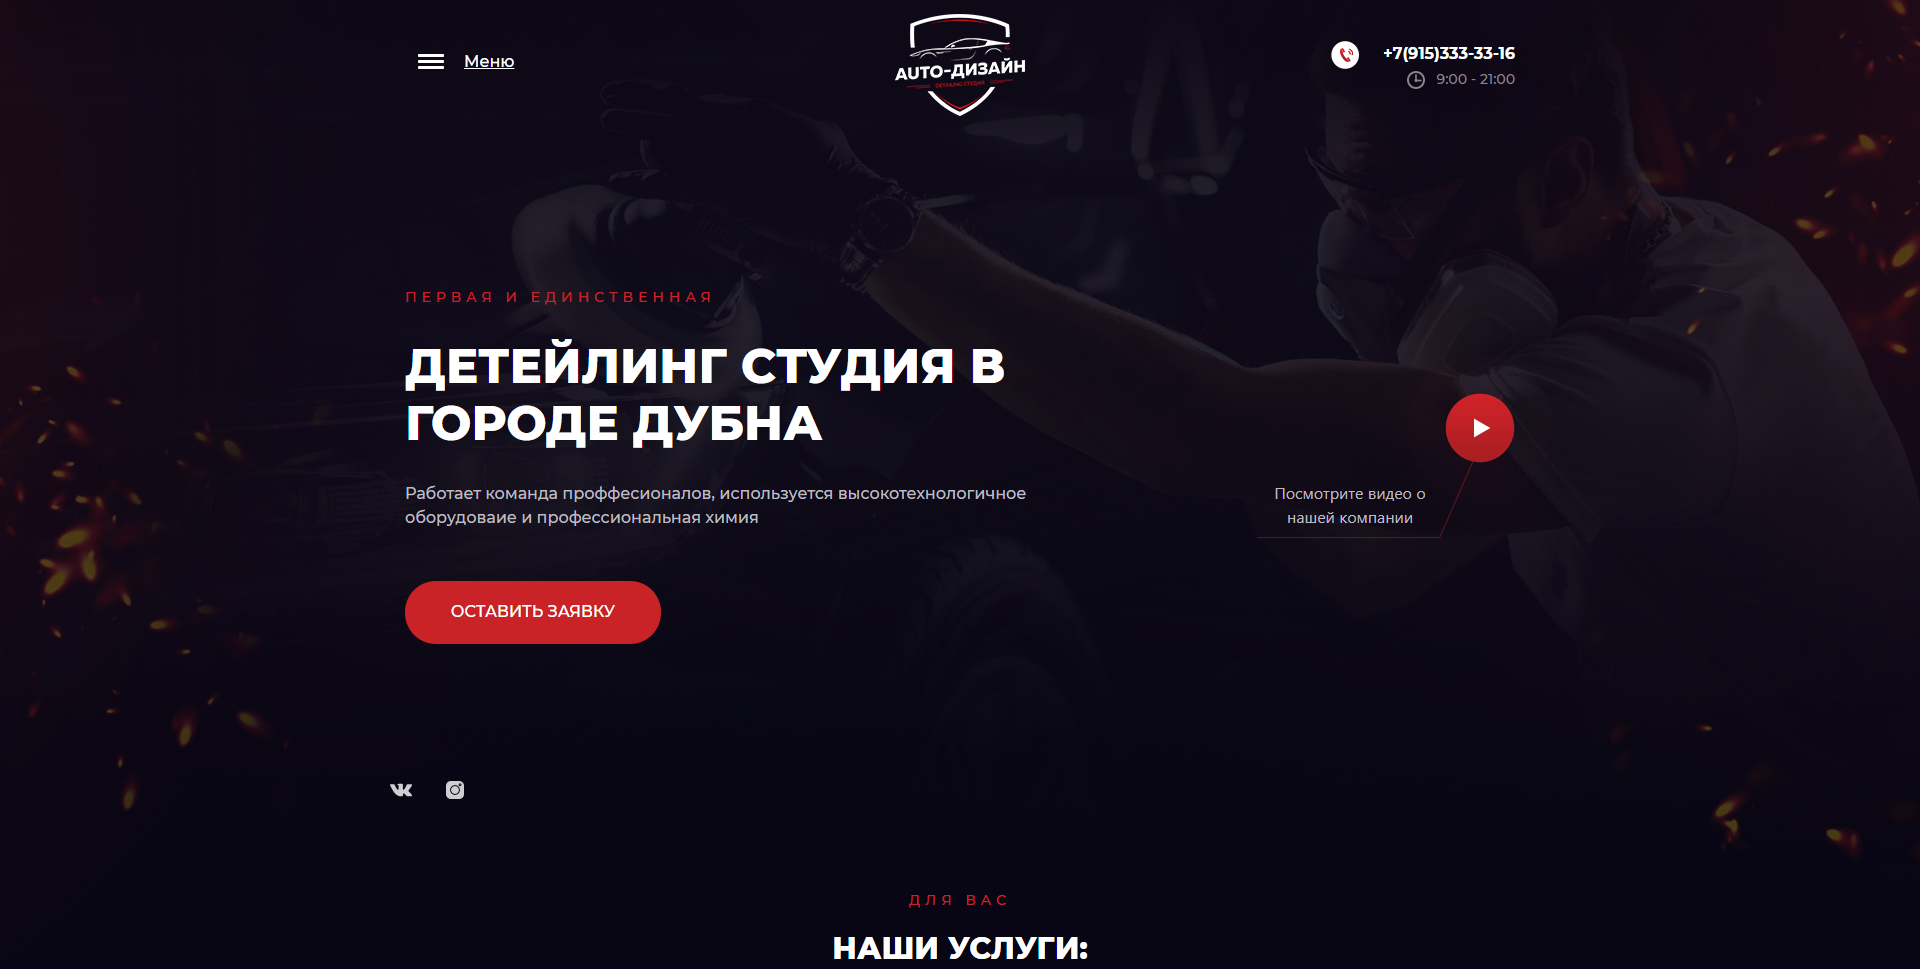 Меню
AUTO-ДИЗАЙН
+7(915)333-33-16
9:00 - 21:00
ПЕРВАЯ И ЕДИНСТВЕННАЯ
ДЕТЕЙЛИНГ СТУДИЯ В
ГОРОДЕ ДУБНА
Работает команда проффесионалов, используется высокотехнологичное
оборудоваие и профессиональная химия
Посмотрите видео о
нашей компании
ОСТАВИТЬ ЗАЯВКУ
ДЛЯ ВАС
НАШИ УСЛУГИ: